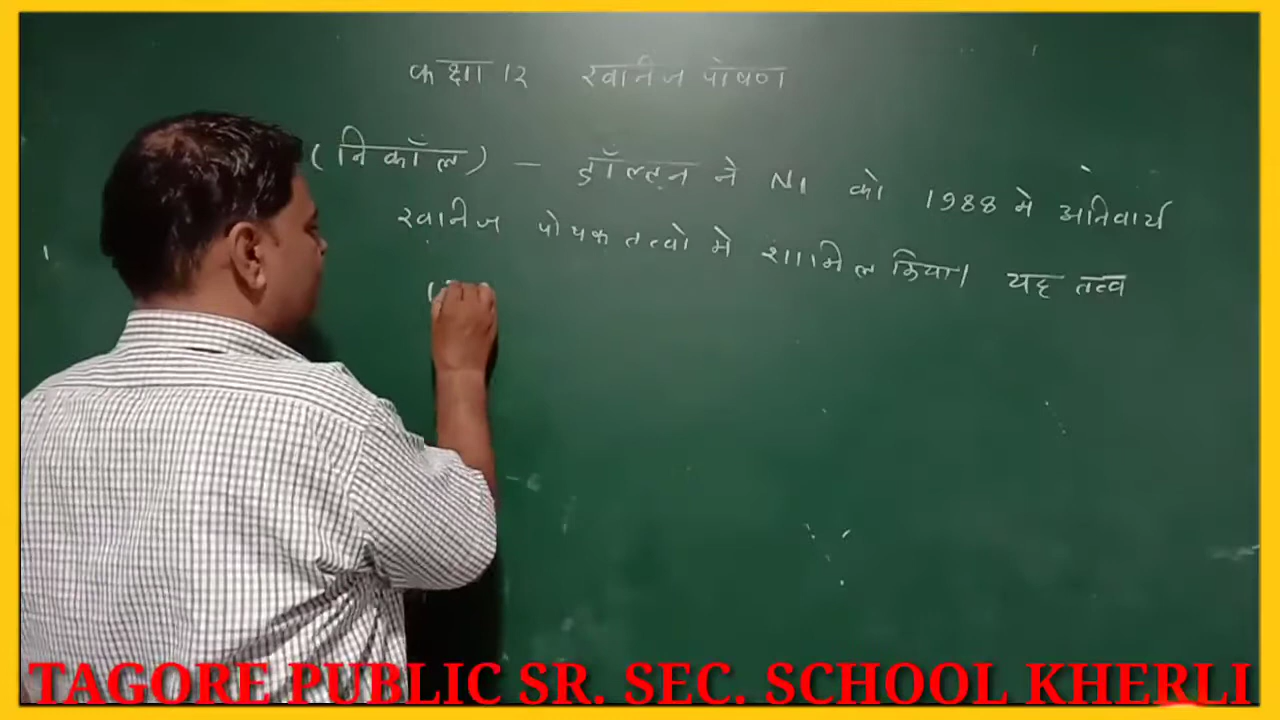 कक्षा 12 खनिज पोषण
(निकॉल) - डॉल्टन ने Ni को 1988 मे अनिवार्य
खनिज पोषक तत्वो मे शामिल किया। यह तत्व
TAGORE PUBLIC SR. SEC. SCHOOL KHERLI